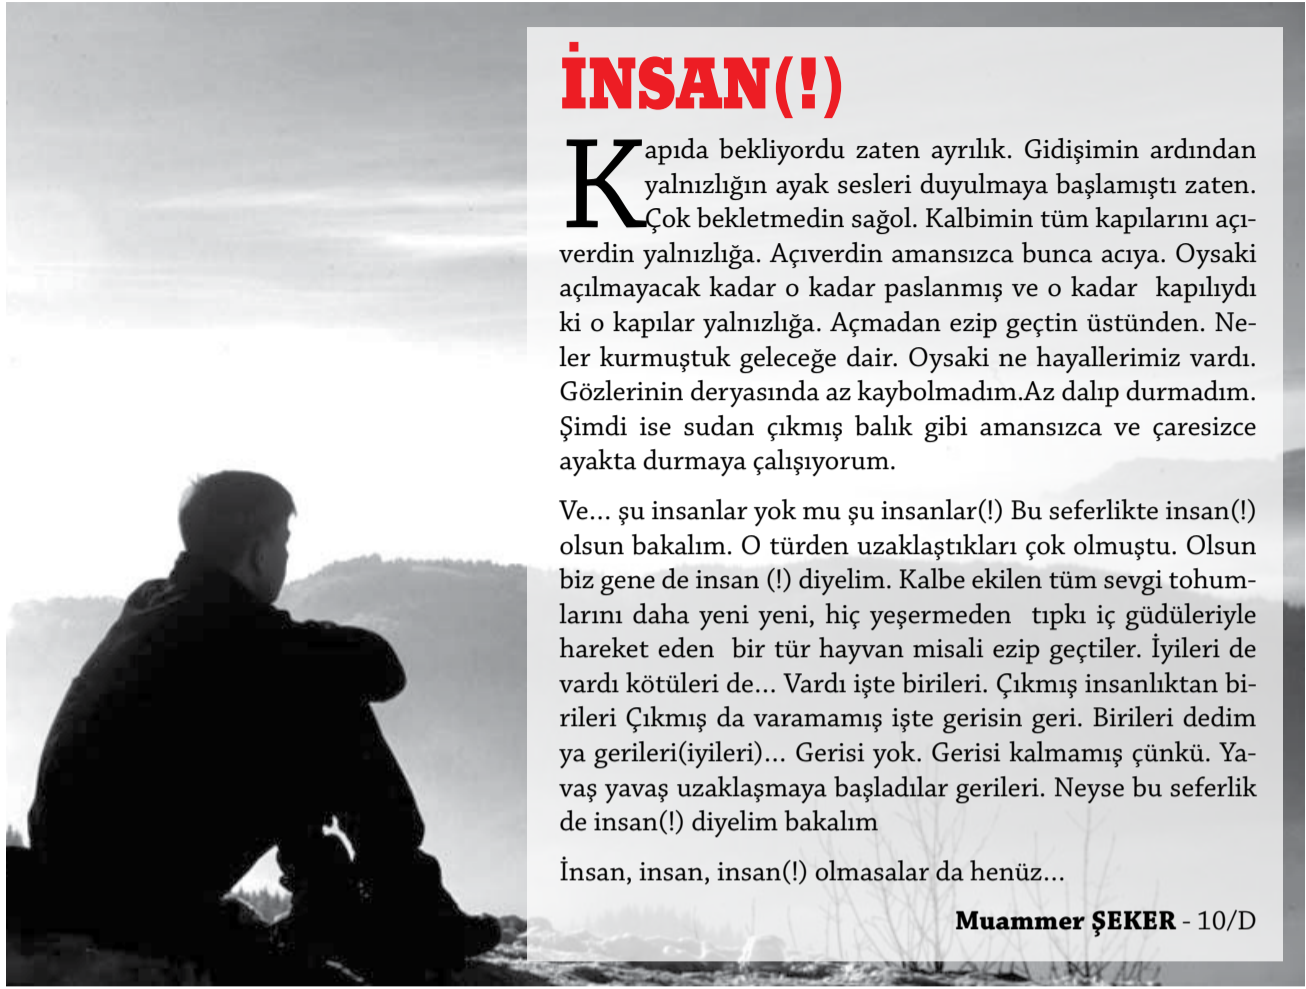 İNSAN(!)
Kapıda bekliyordu zaten ayrılık. Gidişimin ardından
yalnızlığın ayak sesleri duyulmaya başlamıştı zaten.
Çok bekletmedin sağol. Kalbimin tüm kapılarını açı-
verdin yalnızlığa. Açıverdin amansızca bunca acıya. Oysaki
açılmayacak kadar o kadar paslanmış ve o kadar  kapılıydı
ki o kapılar yalnızlığa. Açmadan ezip geçtin üstünden. Ne-
ler kurmuştuk geleceğe dair. Oysaki ne hayallerimiz vardı.
Gözlerinin deryasında az kaybolmadım.Az dalıp durmadım.
Şimdi ise sudan çıkmış balık gibi amansızca ve çaresizce
ayakta durmaya çalışıyorum.
Ve... şu insanlar yok mu şu insanlar(!) Bu seferlikte insan(!)
olsun bakalım. O türden uzaklaştıkları çok olmuştu. Olsun
biz gene de insan (!) diyelim. Kalbe ekilen tüm sevgi tohum-
larını daha yeni yeni, hiç yeşermeden  tıpkı iç güdüleriyle
hareket eden  bir tür hayvan misali ezip geçtiler. İyileri de
vardı kötüleri de... Vardı işte birileri. Çıkmış insanlıktan bi-
rileri Çıkmış da varamamış işte gerisin geri. Birileri dedim
ya gerileri(iyileri)... Gerisi yok. Gerisi kalmamış çünkü. Ya-
vaş yavaş uzaklaşmaya başladılar gerileri. Neyse bu seferlik
de insan(!) diyelim bakalım
İnsan, insan, insan(!) olmasalar da henüz...
Muammer ŞEKER - 10/D